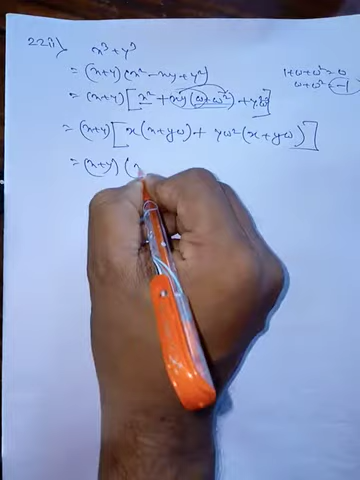 22ii)
x³ + y³
= (x+y) (x² - xy + y²)
= (x+y) [x² + xy (ω + ω²) + y²ω³]
= (x+y) [x(x+yω) + yω²(x+yω)]
= (x+y) (x
1+ω+ω² = 0
ω+ω² = -1